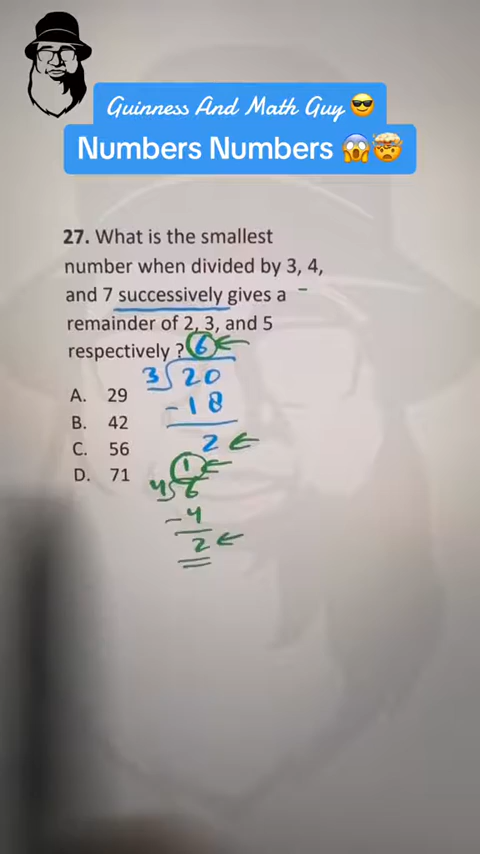 Guinness And Math Guy 😎
Numbers Numbers 😱🤯
27. What is the smallest
number when divided by 3, 4,
and 7 successively gives a
remainder of 2, 3, and 5
respectively ?
A. 29
B. 42
C. 56
D. 71
6 ←
3)20
-18
2 ←
1 ←
4)6
-4
2 ←